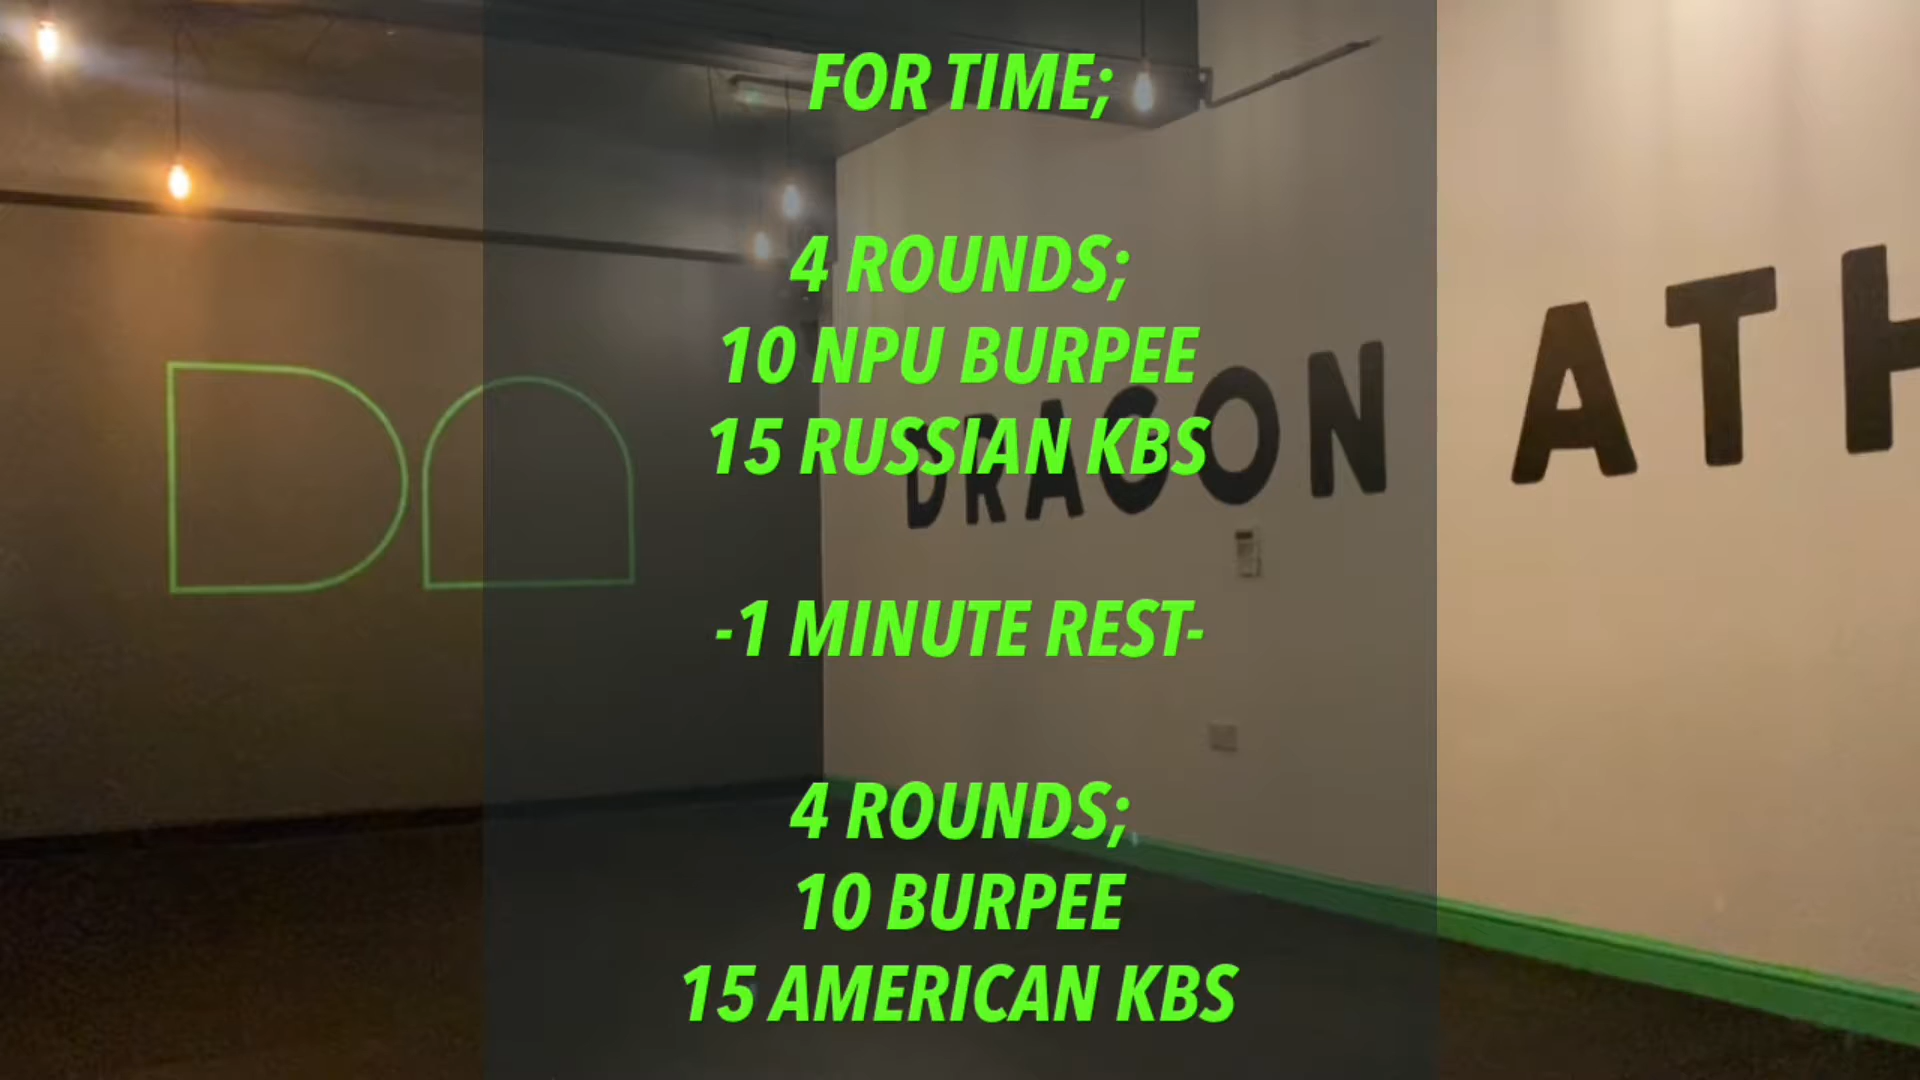 FOR TIME;
4 ROUNDS;
10 NPU BURPEE
15 RUSSIAN KBS
-1 MINUTE REST-
4 ROUNDS;
10 BURPEE
15 AMERICAN KBS
DA
DRAGON ATH